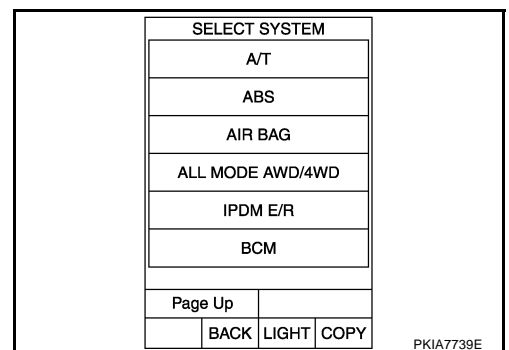 SELECT SYSTEM
A/T
ABS
AIR BAG
ALL MODE AWD/4WD
IPDM E/R
BCM
Page Up
BACK LIGHT COPY
PKIA7739E